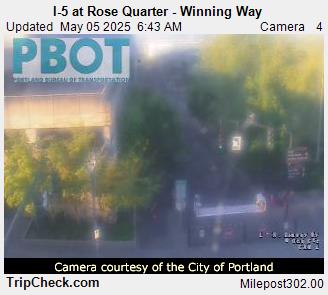 I-5 at Rose Quarter - Winning Way
Updated May 05 2025 6:43 AM Camera 4
PBOT
PORTLAND BUREAU OF TRANSPORTATION
Camera courtesy of the City of Portland
TripCheck.com Milepost302.00